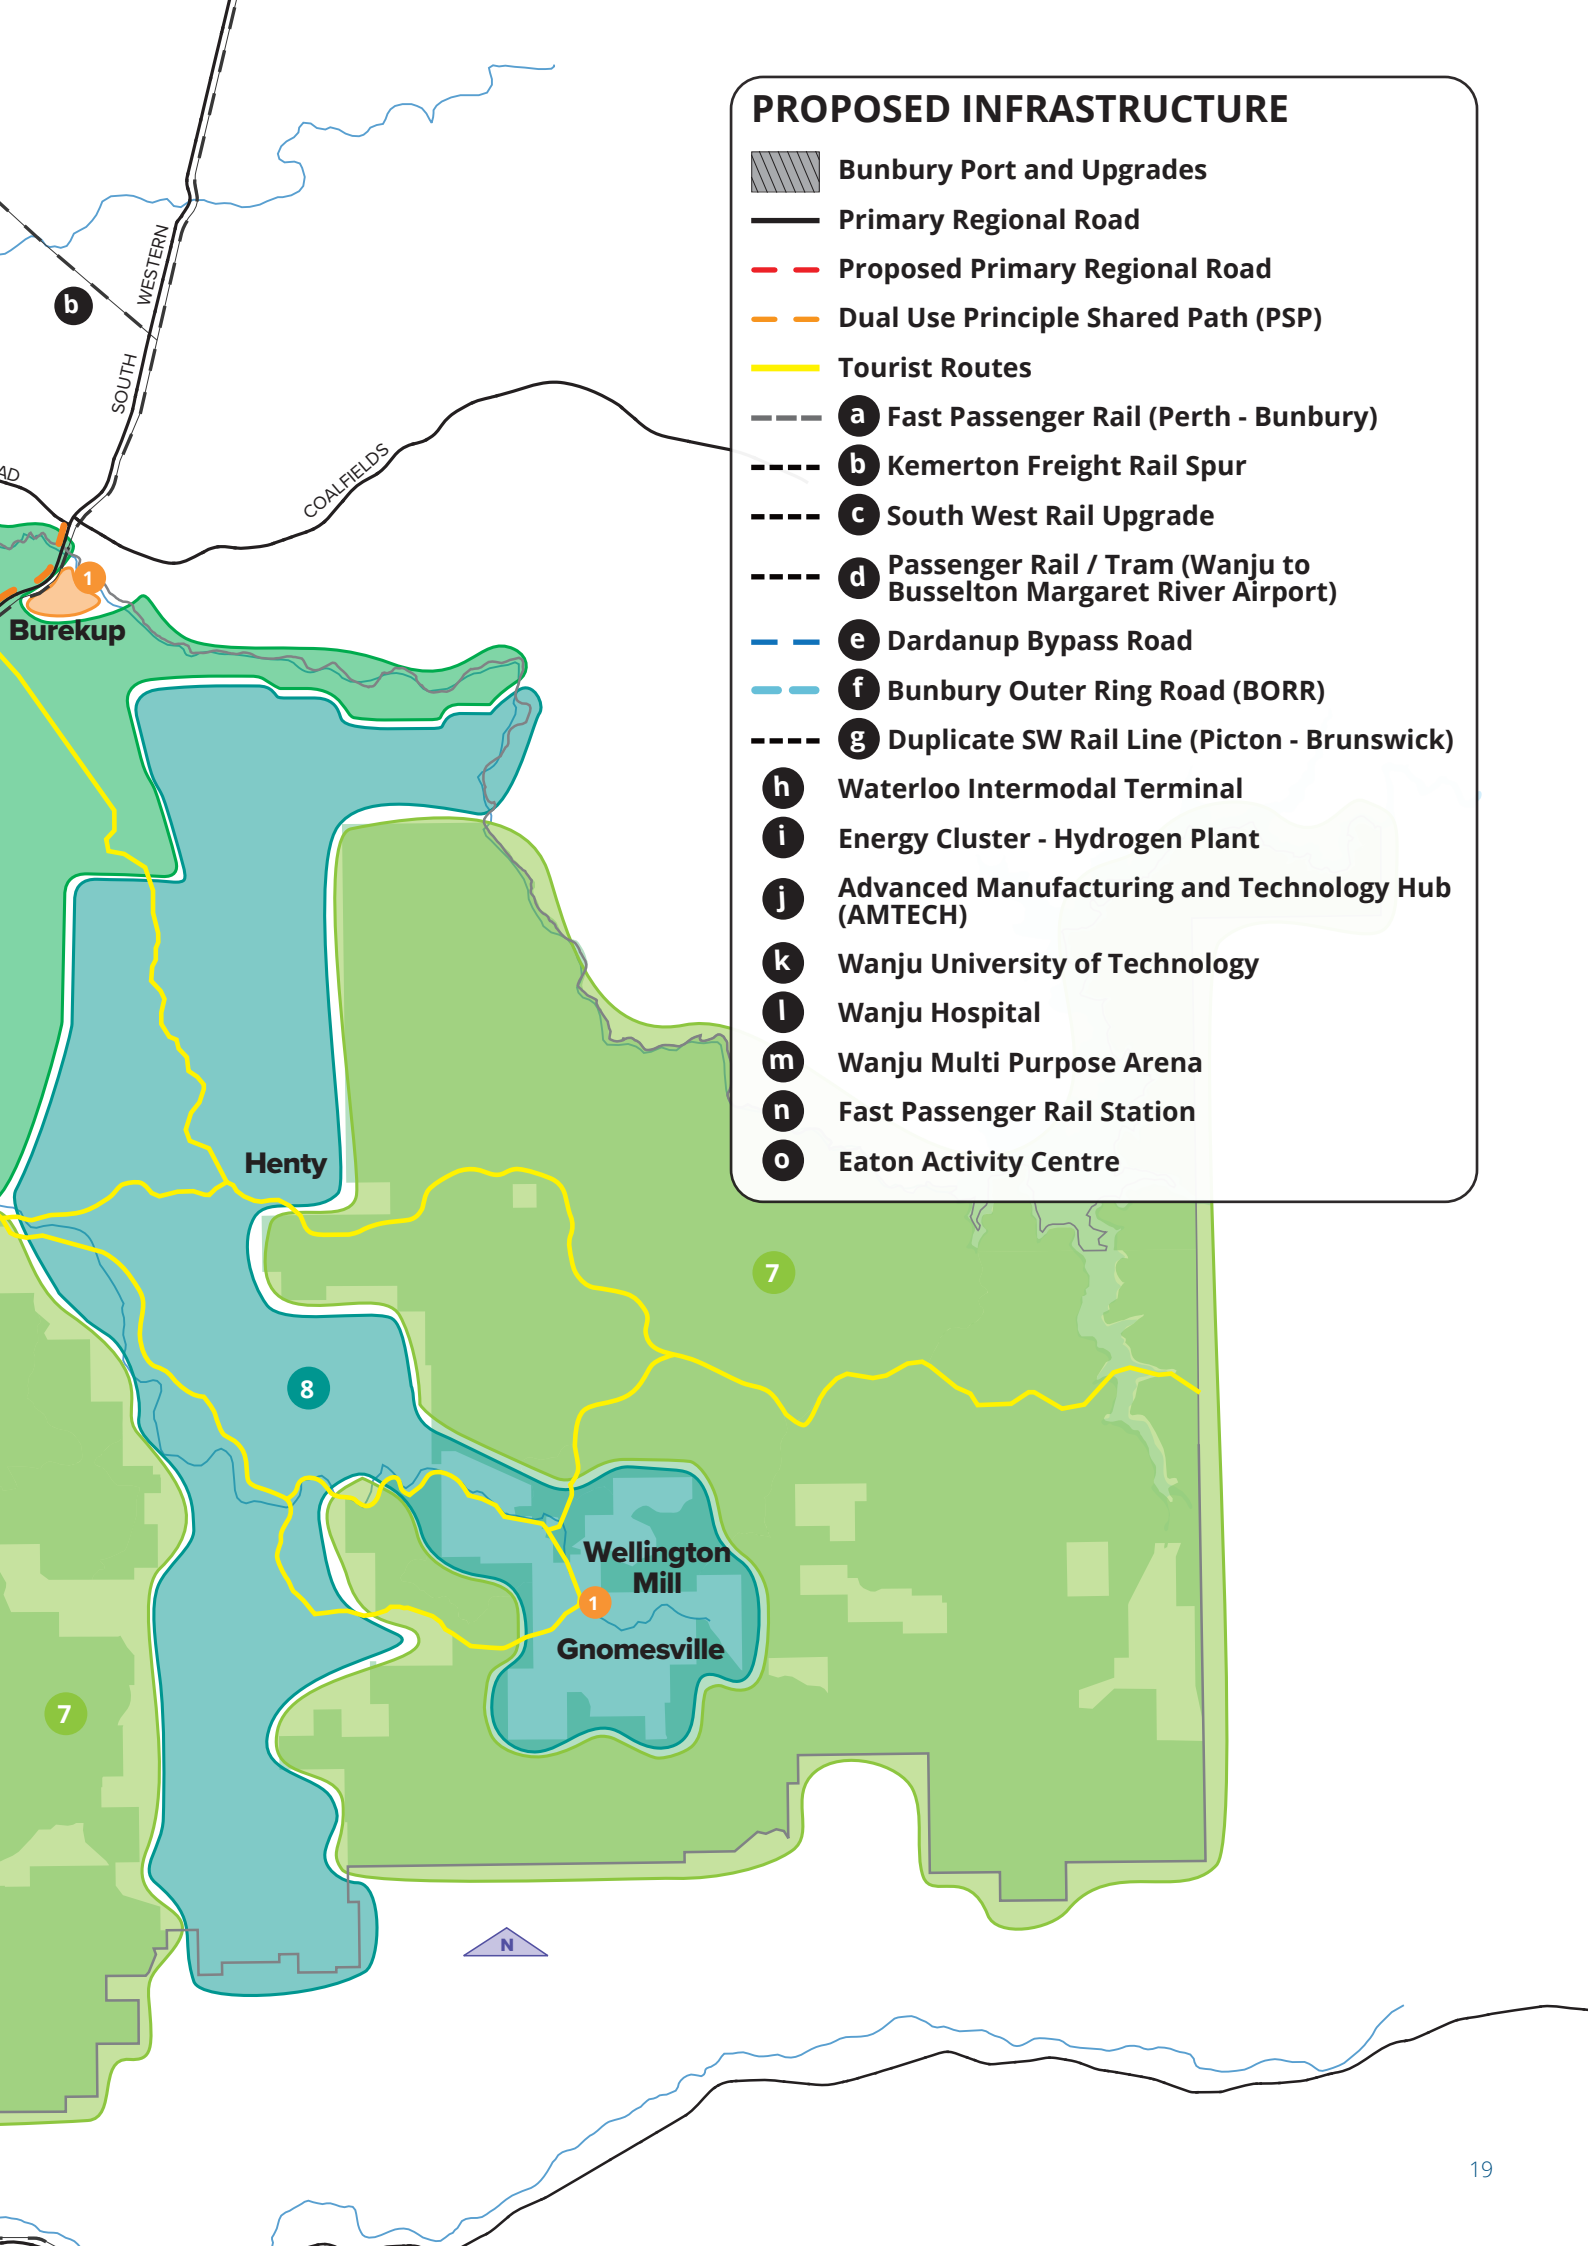 PROPOSED INFRASTRUCTURE
Bunbury Port and Upgrades
Primary Regional Road
Proposed Primary Regional Road
Dual Use Principle Shared Path (PSP)
Tourist Routes
a Fast Passenger Rail (Perth - Bunbury)
b Kemerton Freight Rail Spur
c South West Rail Upgrade
d Passenger Rail / Tram (Wanju to
Busselton Margaret River Airport)
e Dardanup Bypass Road
f Bunbury Outer Ring Road (BORR)
g Duplicate SW Rail Line (Picton - Brunswick)
h Waterloo Intermodal Terminal
i Energy Cluster - Hydrogen Plant
j Advanced Manufacturing and Technology Hub
(AMTECH)
k Wanju University of Technology
l Wanju Hospital
m Wanju Multi Purpose Arena
n Fast Passenger Rail Station
o Eaton Activity Centre
WESTERN
b
SOUTH
COALFIELDS
AD
1
Burekup
Henty
7
8
Wellington
Mill
1
Gnomesville
7
N
19